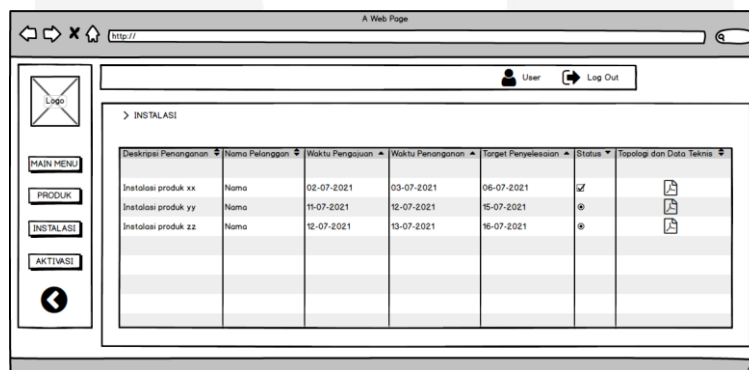 A Web Page
http://
User Log Out
Logo
> INSTALASI
MAIN MENU
PRODUK
INSTALASI
AKTIVASI
Deskripsi Penanganan Nama Pelanggan Waktu Pengajuan Waktu Penanganan Target Penyelesaian Status Topologi dan Data Teknis
Instalasi produk xx Nama 02-07-2021 03-07-2021 06-07-2021
Instalasi produk yy Nama 11-07-2021 12-07-2021 15-07-2021
Instalasi produk zz Nama 12-07-2021 13-07-2021 16-07-2021